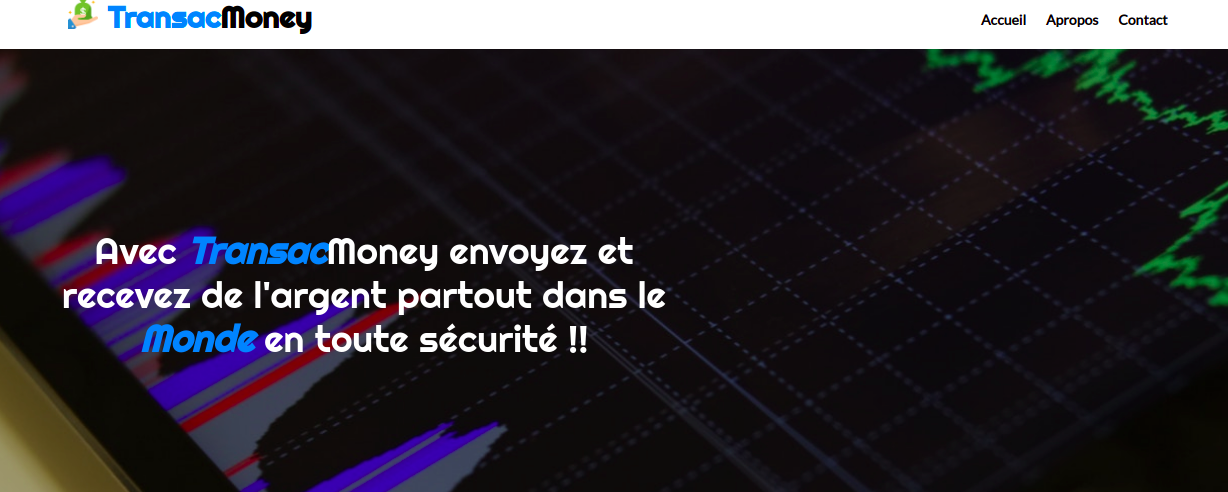 TransacMoney
Accueil Apropos Contact
Avec TransacMoney envoyez et
recevez de l'argent partout dans le
Monde en toute sécurité !!